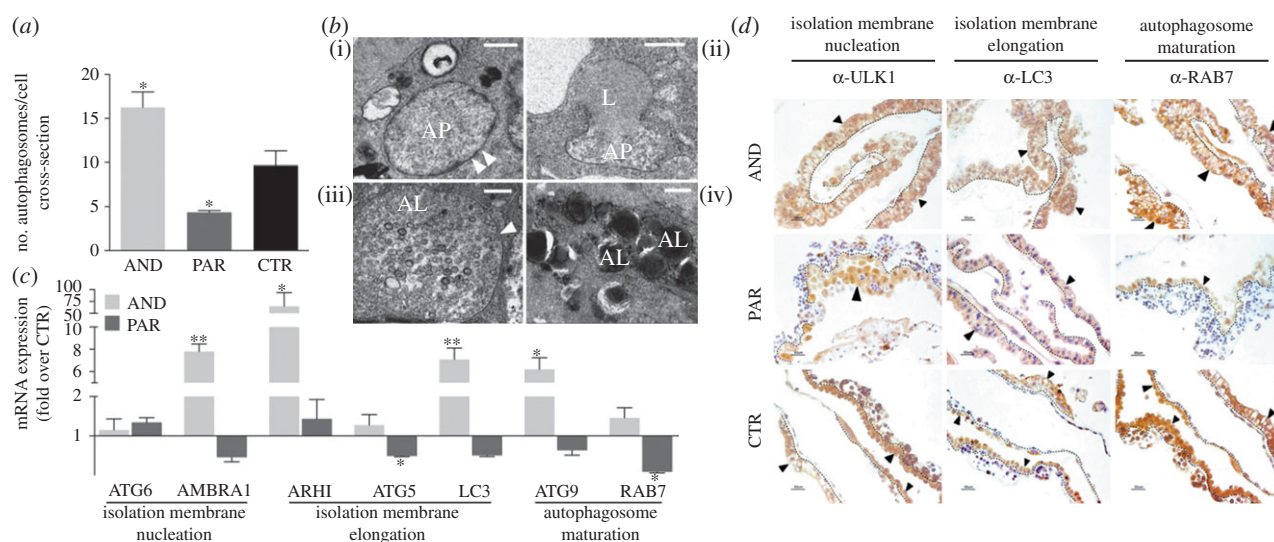 (a)
no. autophagosomes/cell
cross-section
20
15
10
5
0
*
*
AND
PAR
CTR
(b)
(i)
AP
(ii)
L
AP
(iii)
AL
(iv)
AL
AL
(c)
mRNA expression
(fold over CTR)
100
75
50
10
8
6
2
1
AND
PAR
**
*
**
*
*
*
ATG6 AMBRA1 ARHI ATG5 LC3 ATG9 RAB7
isolation membrane
nucleation
isolation membrane
elongation
autophagosome
maturation
(d)
isolation membrane
nucleation
isolation membrane
elongation
autophagosome
maturation
α-ULK1
α-LC3
α-RAB7
AND
PAR
CTR